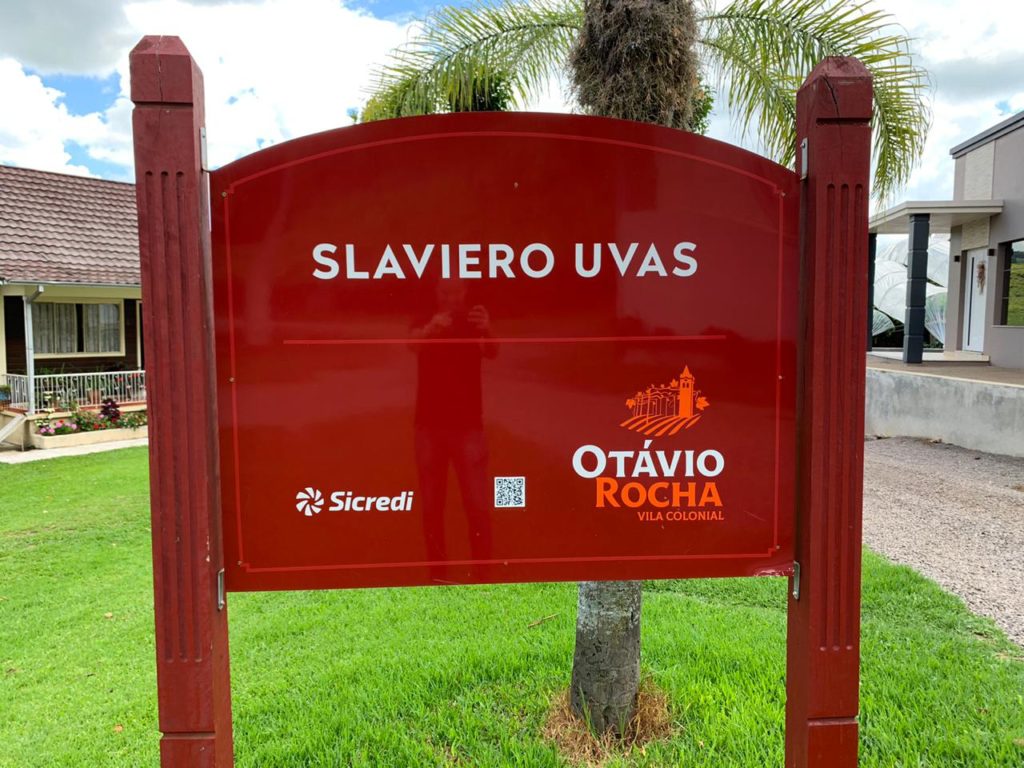 SLAVIERO UVAS
Sicredi
OTÁVIO
ROCHA
VILA COLONIAL